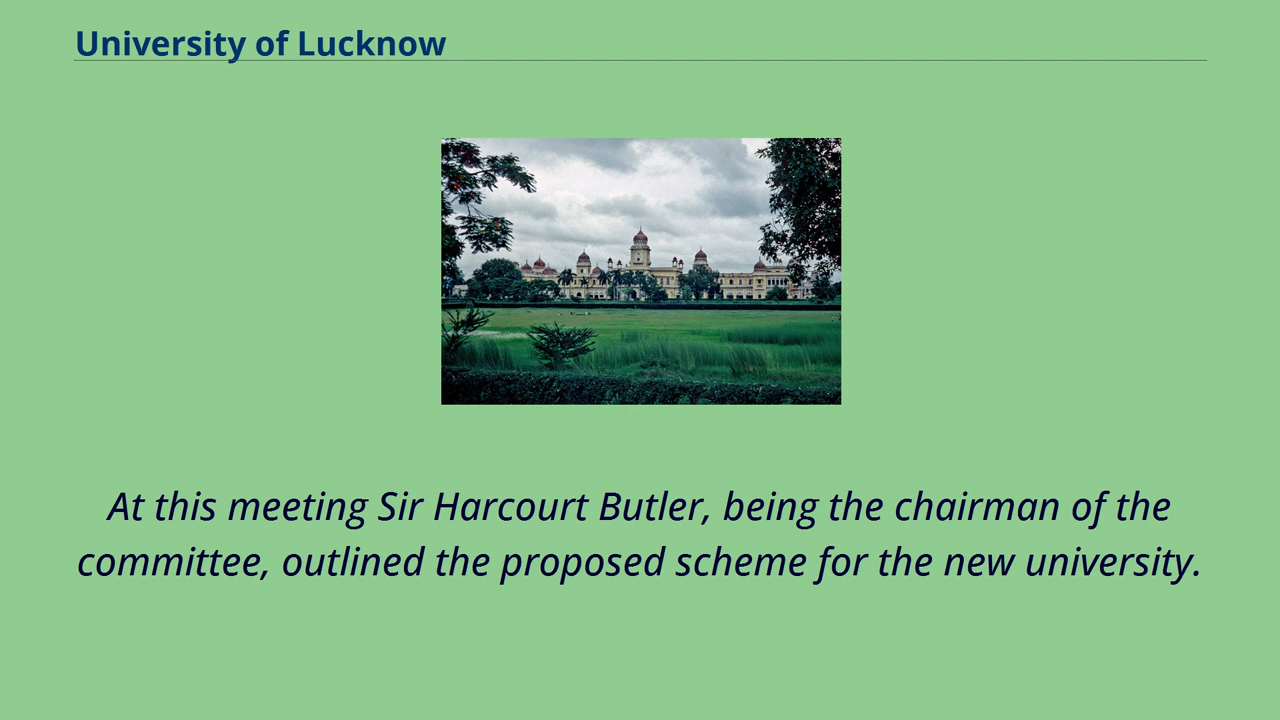 University of Lucknow
At this meeting Sir Harcourt Butler, being the chairman of the
committee, outlined the proposed scheme for the new university.